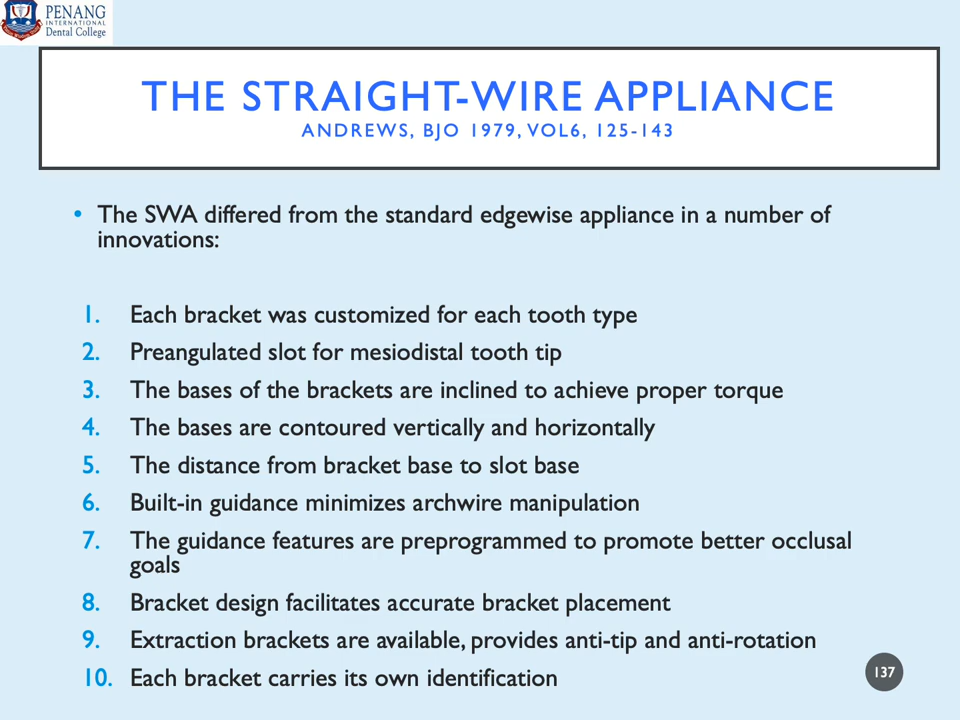 PENANG
INTERNATIONAL
Dental College
THE STRAIGHT-WIRE APPLIANCE
ANDREWS, BJO 1979, VOL6, 125-143
• The SWA differed from the standard edgewise appliance in a number of
innovations:
1. Each bracket was customized for each tooth type
2. Preangulated slot for mesiodistal tooth tip
3. The bases of the brackets are inclined to achieve proper torque
4. The bases are contoured vertically and horizontally
5. The distance from bracket base to slot base
6. Built-in guidance minimizes archwire manipulation
7. The guidance features are preprogrammed to promote better occlusal
goals
8. Bracket design facilitates accurate bracket placement
9. Extraction brackets are available, provides anti-tip and anti-rotation
10. Each bracket carries its own identification
137